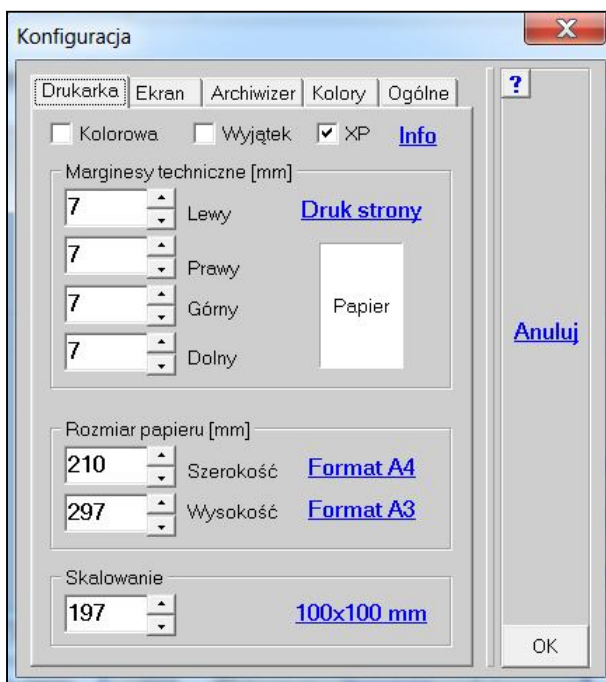 Konfiguracja
Drukarka Ekran Archiwizer Kolory Ogólne ?
Kolorowa Wyjątek XP Info
Marginesy techniczne [mm]
7 Lewy Druk strony
7 Prawy
7 Górny Papier
7 Dolny
Anuluj
Rozmiar papieru [mm]
210 Szerokość Format A4
297 Wysokość Format A3
Skalowanie
197 100x100 mm
OK